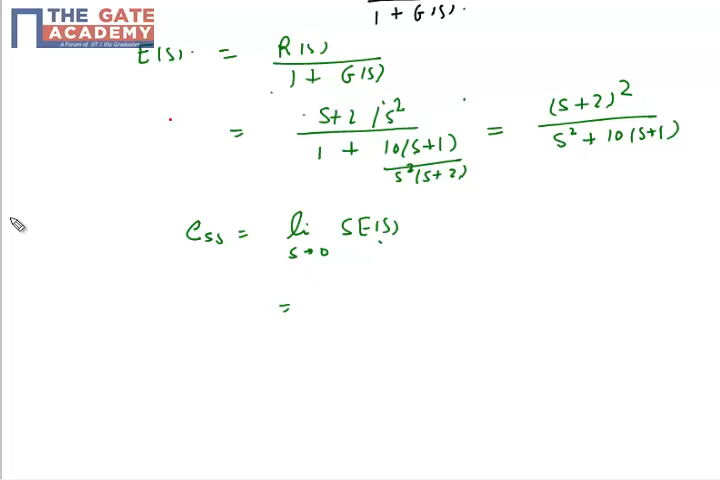 THE GATE
ACADEMY
A Forum of IIT / IISc Graduates
1 + G(s).
E(s) = R(s) / 1 + G(s)
= s+2 /s² / 1 + 10(s+1) / s²(s+2) = (s+2)² / s² + 10(s+1)
ess = li s→0 SE(s)
=